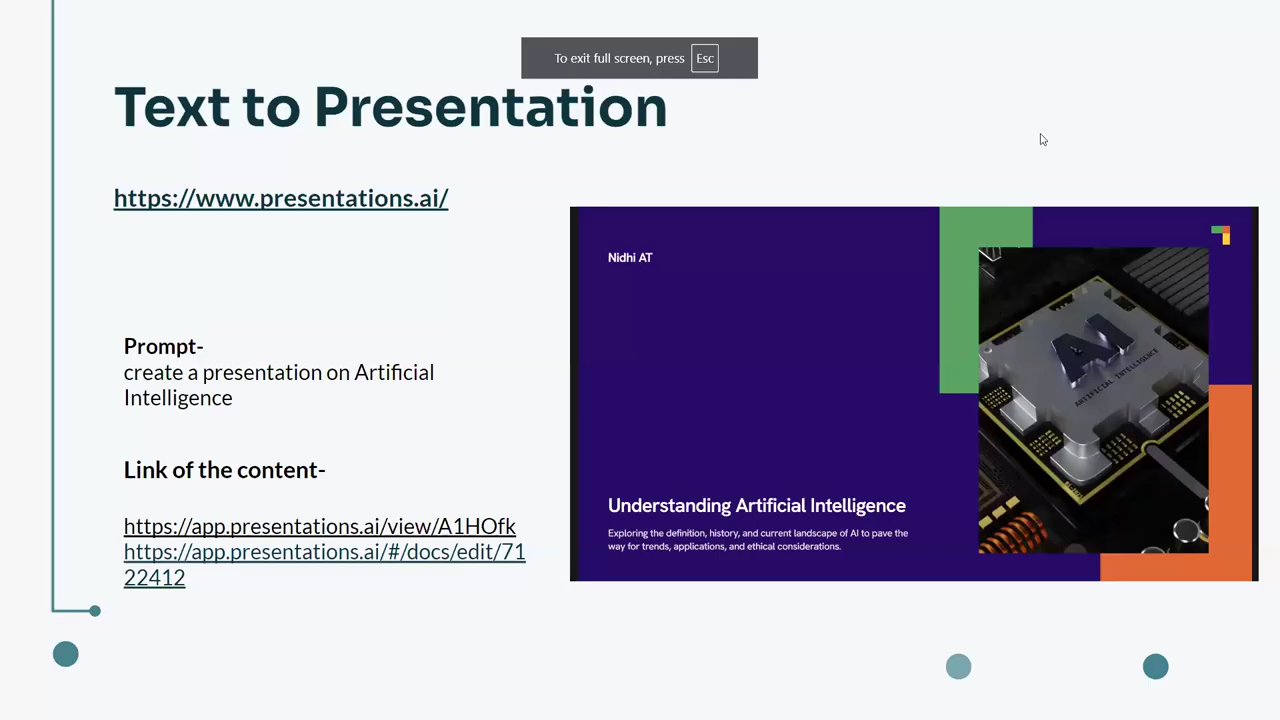 To exit full screen, press Esc
Text to Presentation
https://www.presentations.ai/
Prompt-
create a presentation on Artificial
Intelligence
Link of the content-
https://app.presentations.ai/view/A1HOfk
https://app.presentations.ai/#/docs/edit/71
22412
Nidhi AT
AI
ARTIFICIAL INTELLIGENCE
Understanding Artificial Intelligence
Exploring the definition, history, and current landscape of AI to pave the
way for trends, applications, and ethical considerations.